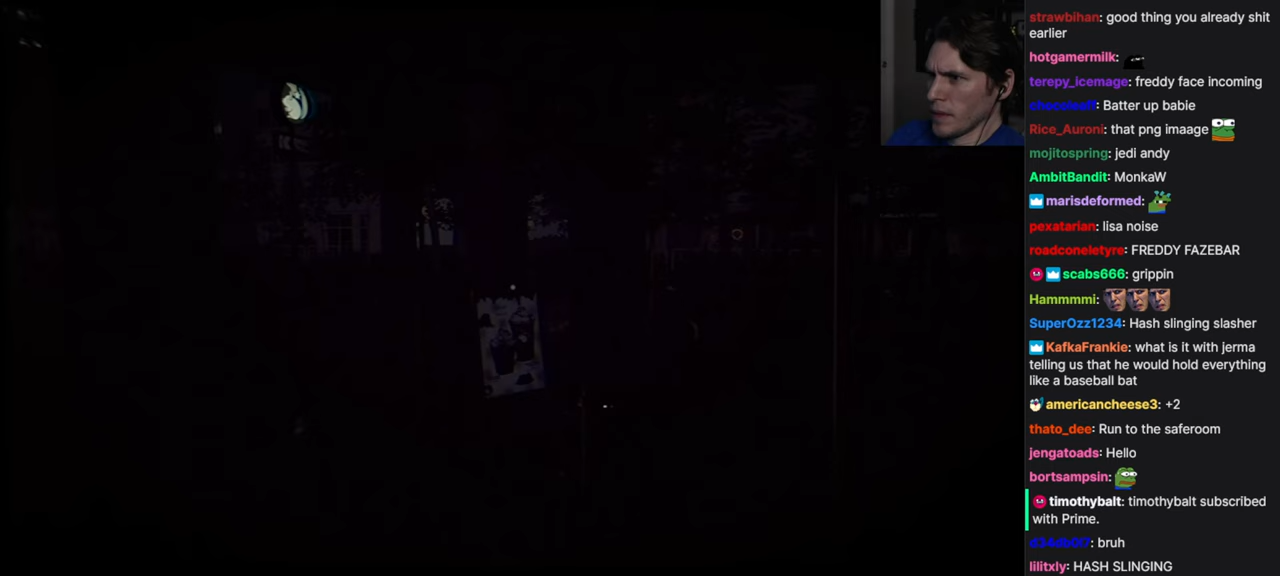 strawbihan: good thing you already shit
earlier
hotgamermilk:
terepy_icemage: freddy face incoming
chocoleaff: Batter up babie
Rice_Auroni: that png imaage
mojitospring: jedi andy
AmbitBandit: MonkaW
marisdeformed:
pexatarian: lisa noise
roadconeletyre: FREDDY FAZEBAR
scabs666: grippin
Hammmmi:
SuperOzz1234: Hash slinging slasher
KafkaFrankie: what is it with jerma
telling us that he would hold everything
like a baseball bat
americancheese3: +2
thato_dee: Run to the saferoom
jengatoads: Hello
bortsampsin:
timothybalt: timothybalt subscribed
with Prime.
d34db0i7: bruh
lilitxly: HASH SLINGING